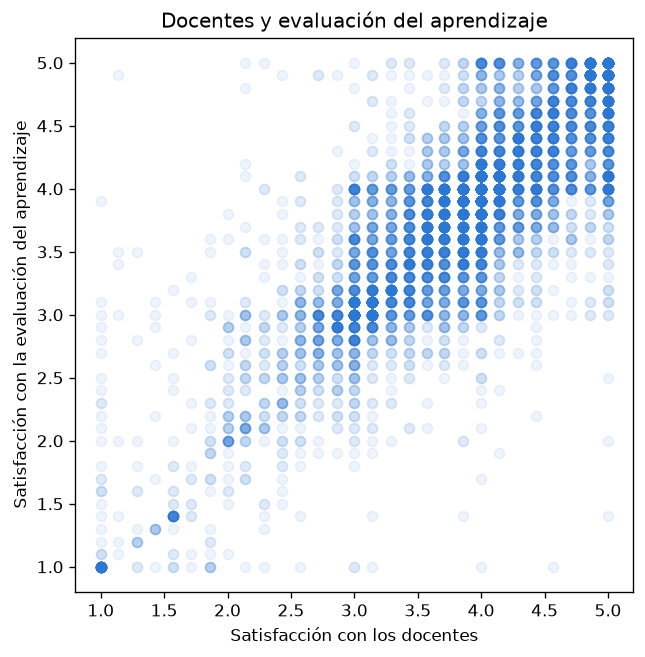 Docentes y evaluación del aprendizaje
Satisfacción con la evaluación del aprendizaje
5.0
4.5
4.0
3.5
3.0
2.5
2.0
1.5
1.0
1.0 1.5 2.0 2.5 3.0 3.5 4.0 4.5 5.0
Satisfacción con los docentes